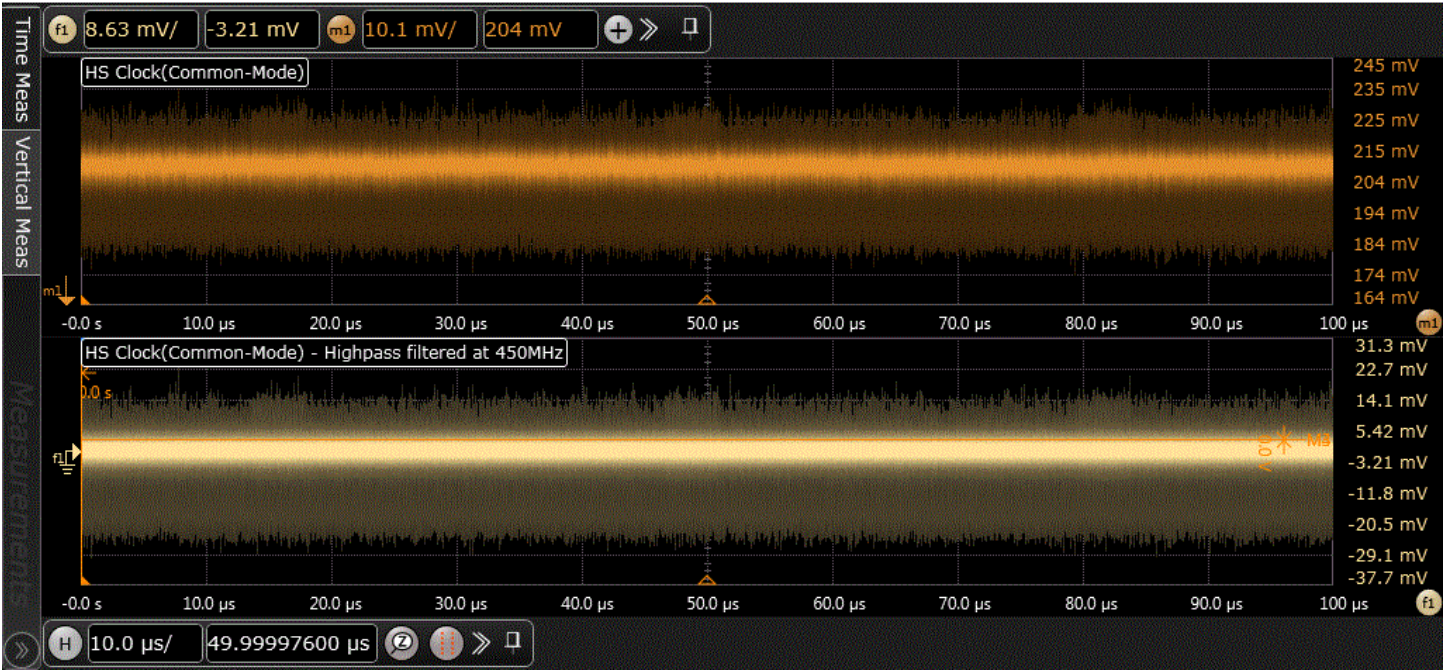 Time Meas
Vertical Meas
Measurements
f1 8.63 mV/ -3.21 mV m1 10.1 mV/ 204 mV +
HS Clock(Common-Mode)
245 mV
235 mV
225 mV
215 mV
204 mV
194 mV
184 mV
174 mV
164 mV
m1
-0.0 s 10.0 µs 20.0 µs 30.0 µs 40.0 µs 50.0 µs 60.0 µs 70.0 µs 80.0 µs 90.0 µs 100 µs m1
HS Clock(Common-Mode) - Highpass filtered at 450MHz
31.3 mV
22.7 mV
14.1 mV
5.42 mV
-3.21 mV
-11.8 mV
-20.5 mV
-29.1 mV
-37.7 mV
0.0 s
f1
0.0 V
-0.0 s 10.0 µs 20.0 µs 30.0 µs 40.0 µs 50.0 µs 60.0 µs 70.0 µs 80.0 µs 90.0 µs 100 µs f1
H 10.0 µs/ 49.99997600 µs Z